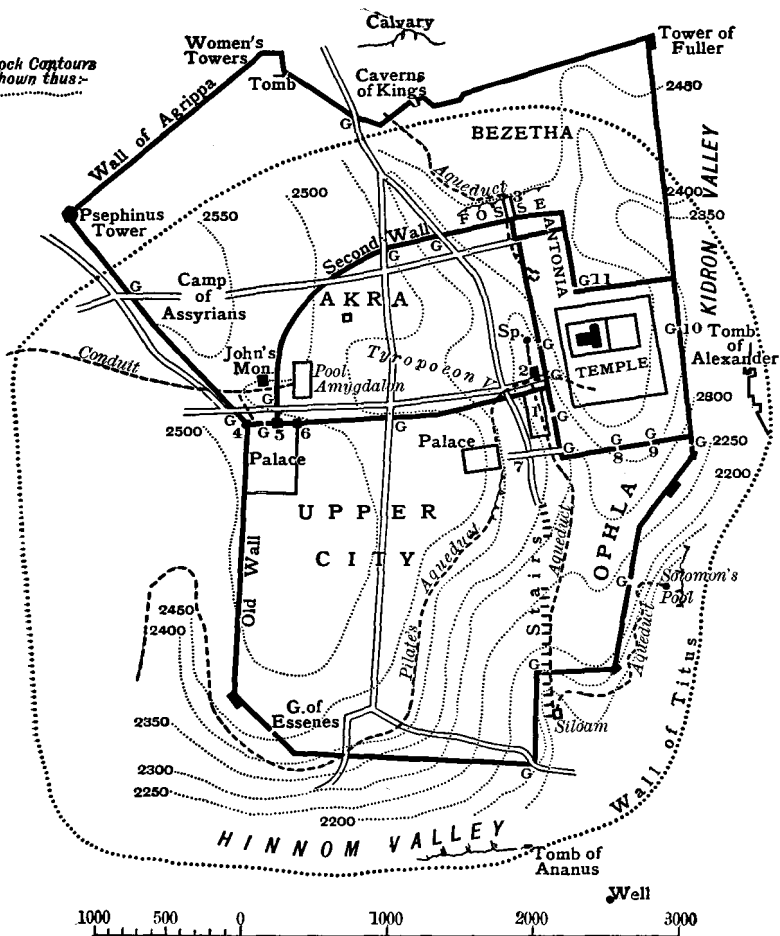 Calvary
Women's
Towers
Tomb
Caverns
of Kings
Tower of
Fuller
ock Contours
hown thus:-
2450
Wall of Agrippa
G
BEZETHA
KIDRON VALLEY
Aqueduct
2400
2350
Psephinus
Tower
2550
2500
3
FOSSE
Second Wall
G
G
ANTONIA
G
Camp
of
Assyrians
AKRA
G 11
Sp.
G
G 10
Tomb
of
Alexander
Conduit
John's
Mon.
Pool
Amygdalon
Tyropoeon V.
2
TEMPLE
2300
G
4
G
5
G
6
G
1
G
2500
Palace
Palace
7
G
G
8
G
9
G
2250
2200
UPPER
CITY
Old Wall
Aqueduct
Pilates
Stairs
Aqueduct
OPHLA
G
Solomon's
Pool
Aqueduct
2450
2400
G
Siloam
G. of
Essenes
2350
2300
2250
2200
G
Wall of Titus
HINNOM VALLEY
Tomb of
Ananus
Well
1000 500 0 1000 2000 3000